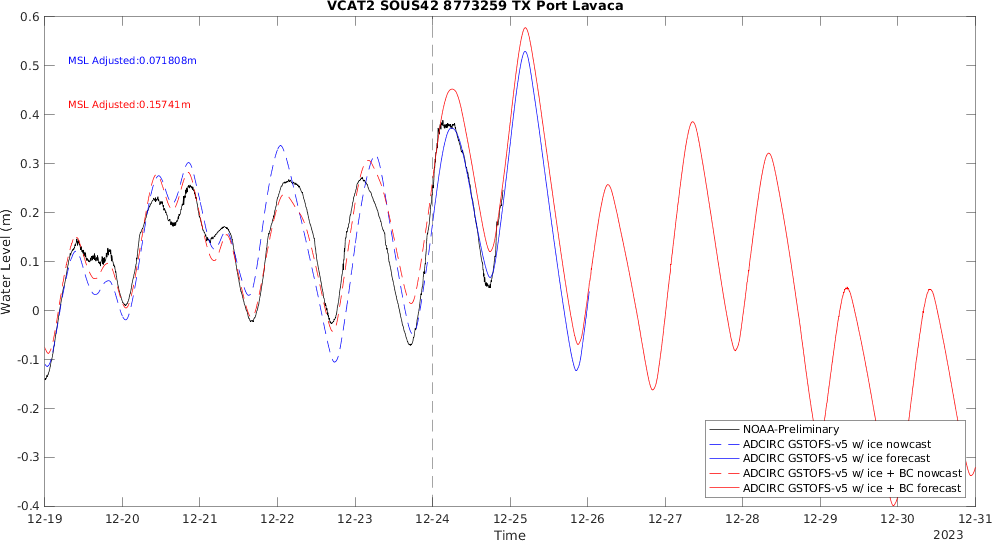 VCAT2 SOUS42 8773259 TX Port Lavaca
MSL Adjusted:0.071808m
MSL Adjusted:0.15741m
Water Level (m)
0.6
0.5
0.4
0.3
0.2
0.1
0
-0.1
-0.2
-0.3
-0.4
NOAA-Preliminary
ADCIRC GSTOFS-v5 w/ ice nowcast
ADCIRC GSTOFS-v5 w/ ice forecast
ADCIRC GSTOFS-v5 w/ ice + BC nowcast
ADCIRC GSTOFS-v5 w/ ice + BC forecast
12-19 12-20 12-21 12-22 12-23 12-24 12-25 12-26 12-27 12-28 12-29 12-30 12-31
Time
2023